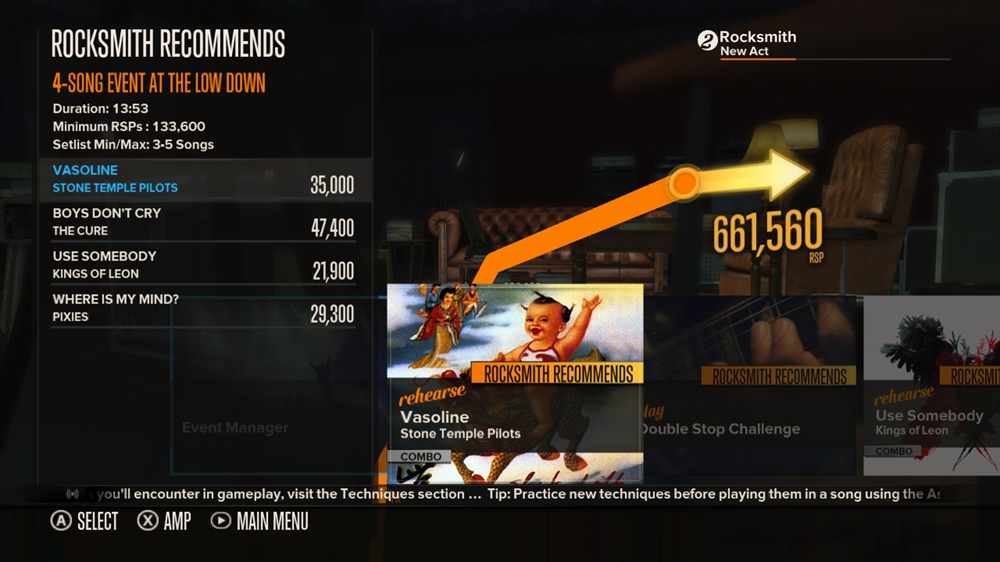 ROCKSMITH RECOMMENDS
4-SONG EVENT AT THE LOW DOWN
Duration: 13:53
Minimum RSPs : 133,600
Setlist Min/Max: 3-5 Songs
VASOLINE
STONE TEMPLE PILOTS
35,000
BOYS DON'T CRY
THE CURE
47,400
USE SOMEBODY
KINGS OF LEON
21,900
WHERE IS MY MIND?
PIXIES
29,300
2 Rocksmith
New Act
661,560
RSP
Event Manager
ROCKSMITH RECOMMENDS
rehearse
Vasoline
Stone Temple Pilots
COMBO
ROCKSMITH RECOMMENDS
lay
Double Stop Challenge
ROCKSMITH
rehearse
Use Somebody
Kings of Leon
COMBO
you'll encounter in gameplay, visit the Techniques section ... Tip: Practice new techniques before playing them in a song using the
A SELECT X AMP MAIN MENU